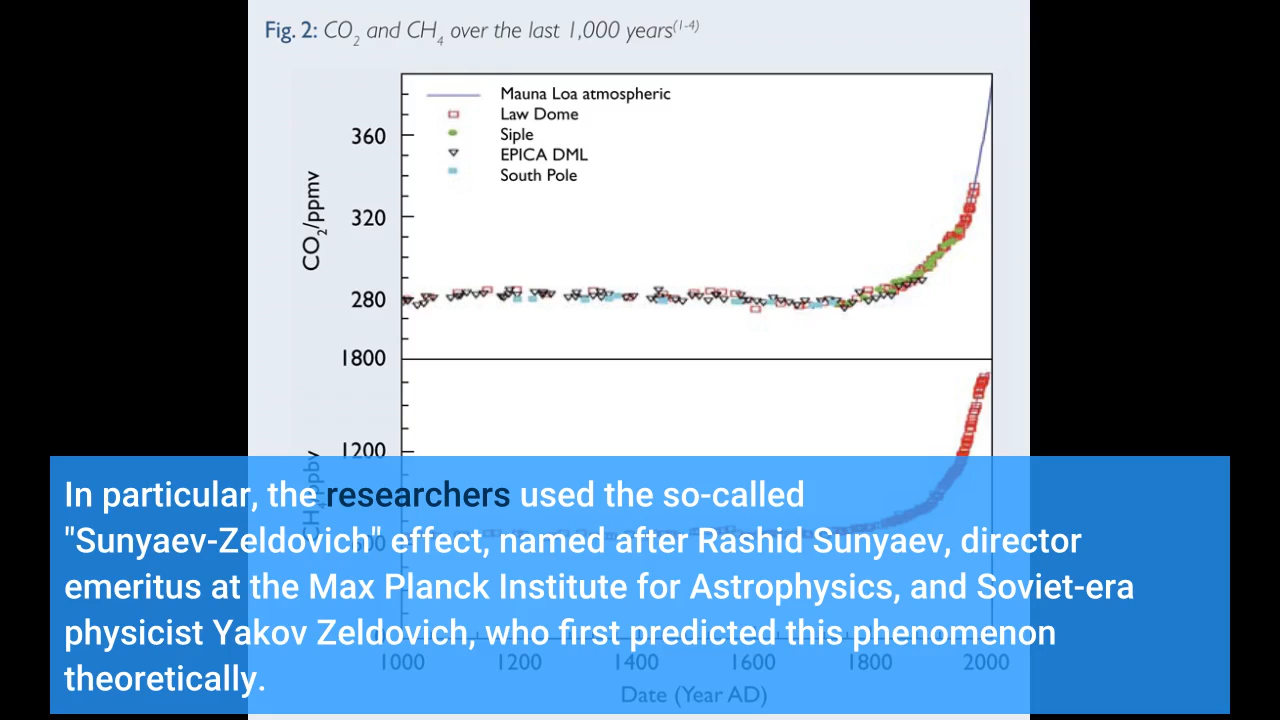 Fig. 2: CO2 and CH4 over the last 1,000 years(1-4)
Mauna Loa atmospheric
Law Dome
Siple
EPICA DML
South Pole
CO2/ppmv
360
320
280
1800
1200
600
CH4/ppbv
In particular, the researchers used the so-called
"Sunyaev-Zeldovich" effect, named after Rashid Sunyaev, director
emeritus at the Max Planck Institute for Astrophysics, and Soviet-era
physicist Yakov Zeldovich, who first predicted this phenomenon
theoretically.
1000 1200 1400 1600 1800 2000
Date (Year AD)